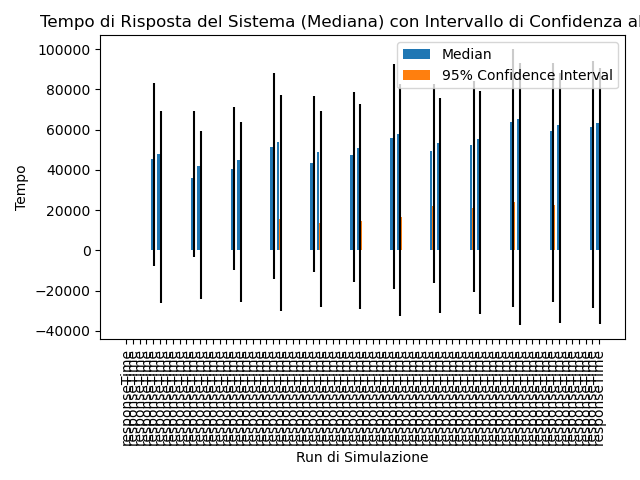 Tempo di Risposta del Sistema (Mediana) con Intervallo di Confidenza al
Median
95% Confidence Interval
Tempo
100000
80000
60000
40000
20000
0
−20000
−40000
responseTime
Run di Simulazione